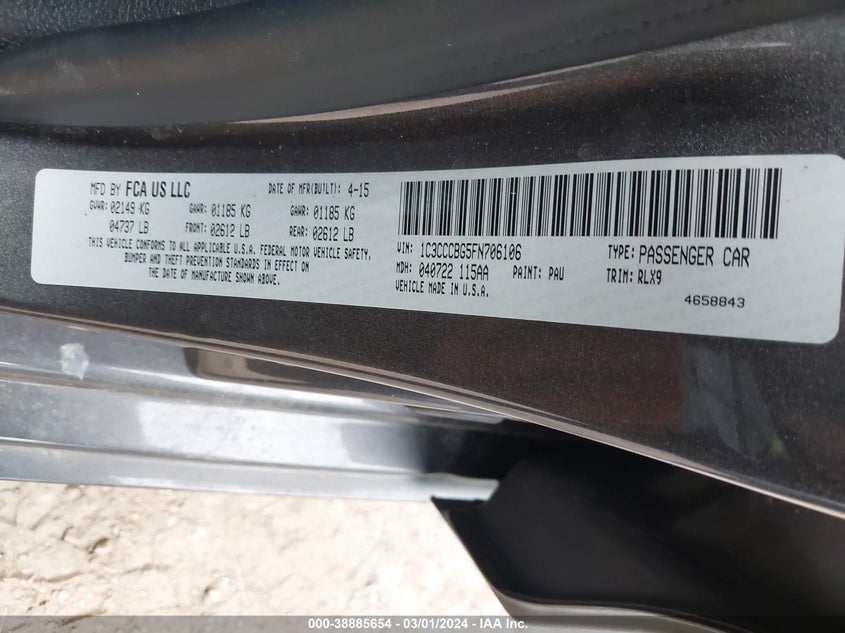 MFD BY FCA US LLC DATE OF MFR(BUILT): 4-15
GVWR: 02149 KG GAWR: 01185 KG GAWR: 01185 KG
04737 LB FRONT: 02612 LB REAR: 02612 LB
THIS VEHICLE CONFORMS TO ALL APPLICABLE U.S.A. FEDERAL MOTOR VEHICLE SAFETY,
BUMPER AND THEFT PREVENTION STANDARDS IN EFFECT ON
THE DATE OF MANUFACTURE SHOWN ABOVE.
VIN: 1C3CCCBG5FN706106 TYPE: PASSENGER CAR
MDH: 040722 115AA PAINT: PAU TRIM: RLX9
VEHICLE MADE IN U.S.A.
4658843
000-38885654 / 03/01/2024 / IAA Inc.